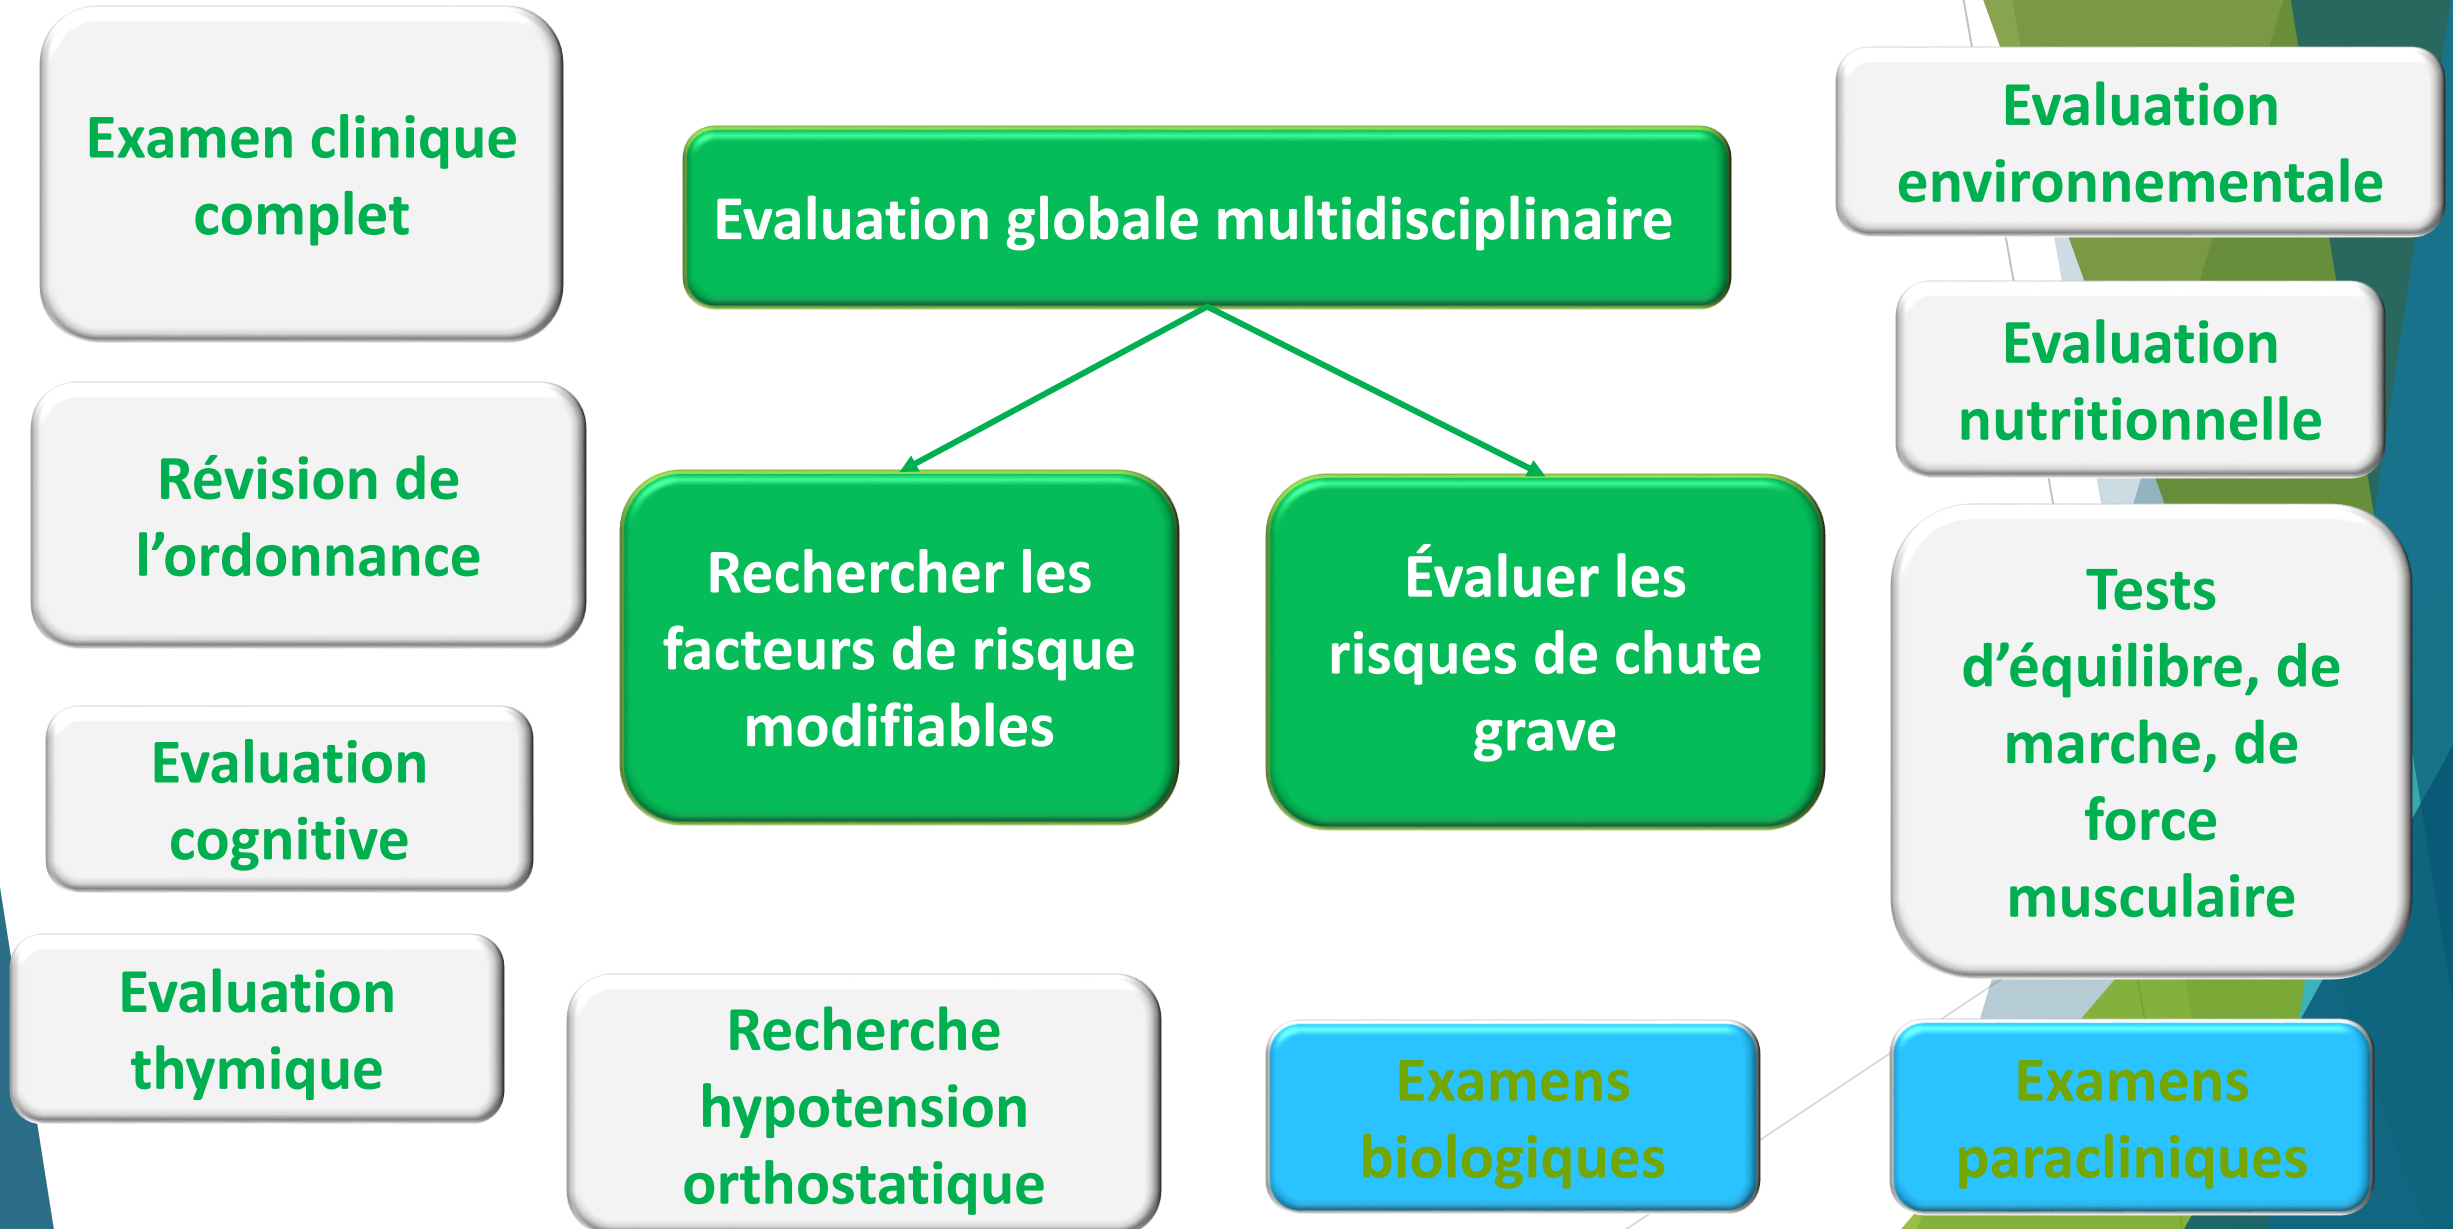 Examen clinique
complet
Evaluation globale multidisciplinaire
Evaluation
environnementale
Evaluation
nutritionnelle
Révision de
l’ordonnance
Rechercher les
facteurs de risque
modifiables
Évaluer les
risques de chute
grave
Tests
d’équilibre, de
marche, de
force
musculaire
Evaluation
cognitive
Evaluation
thymique
Recherche
hypotension
orthostatique
Examens
biologiques
Examens
paracliniques